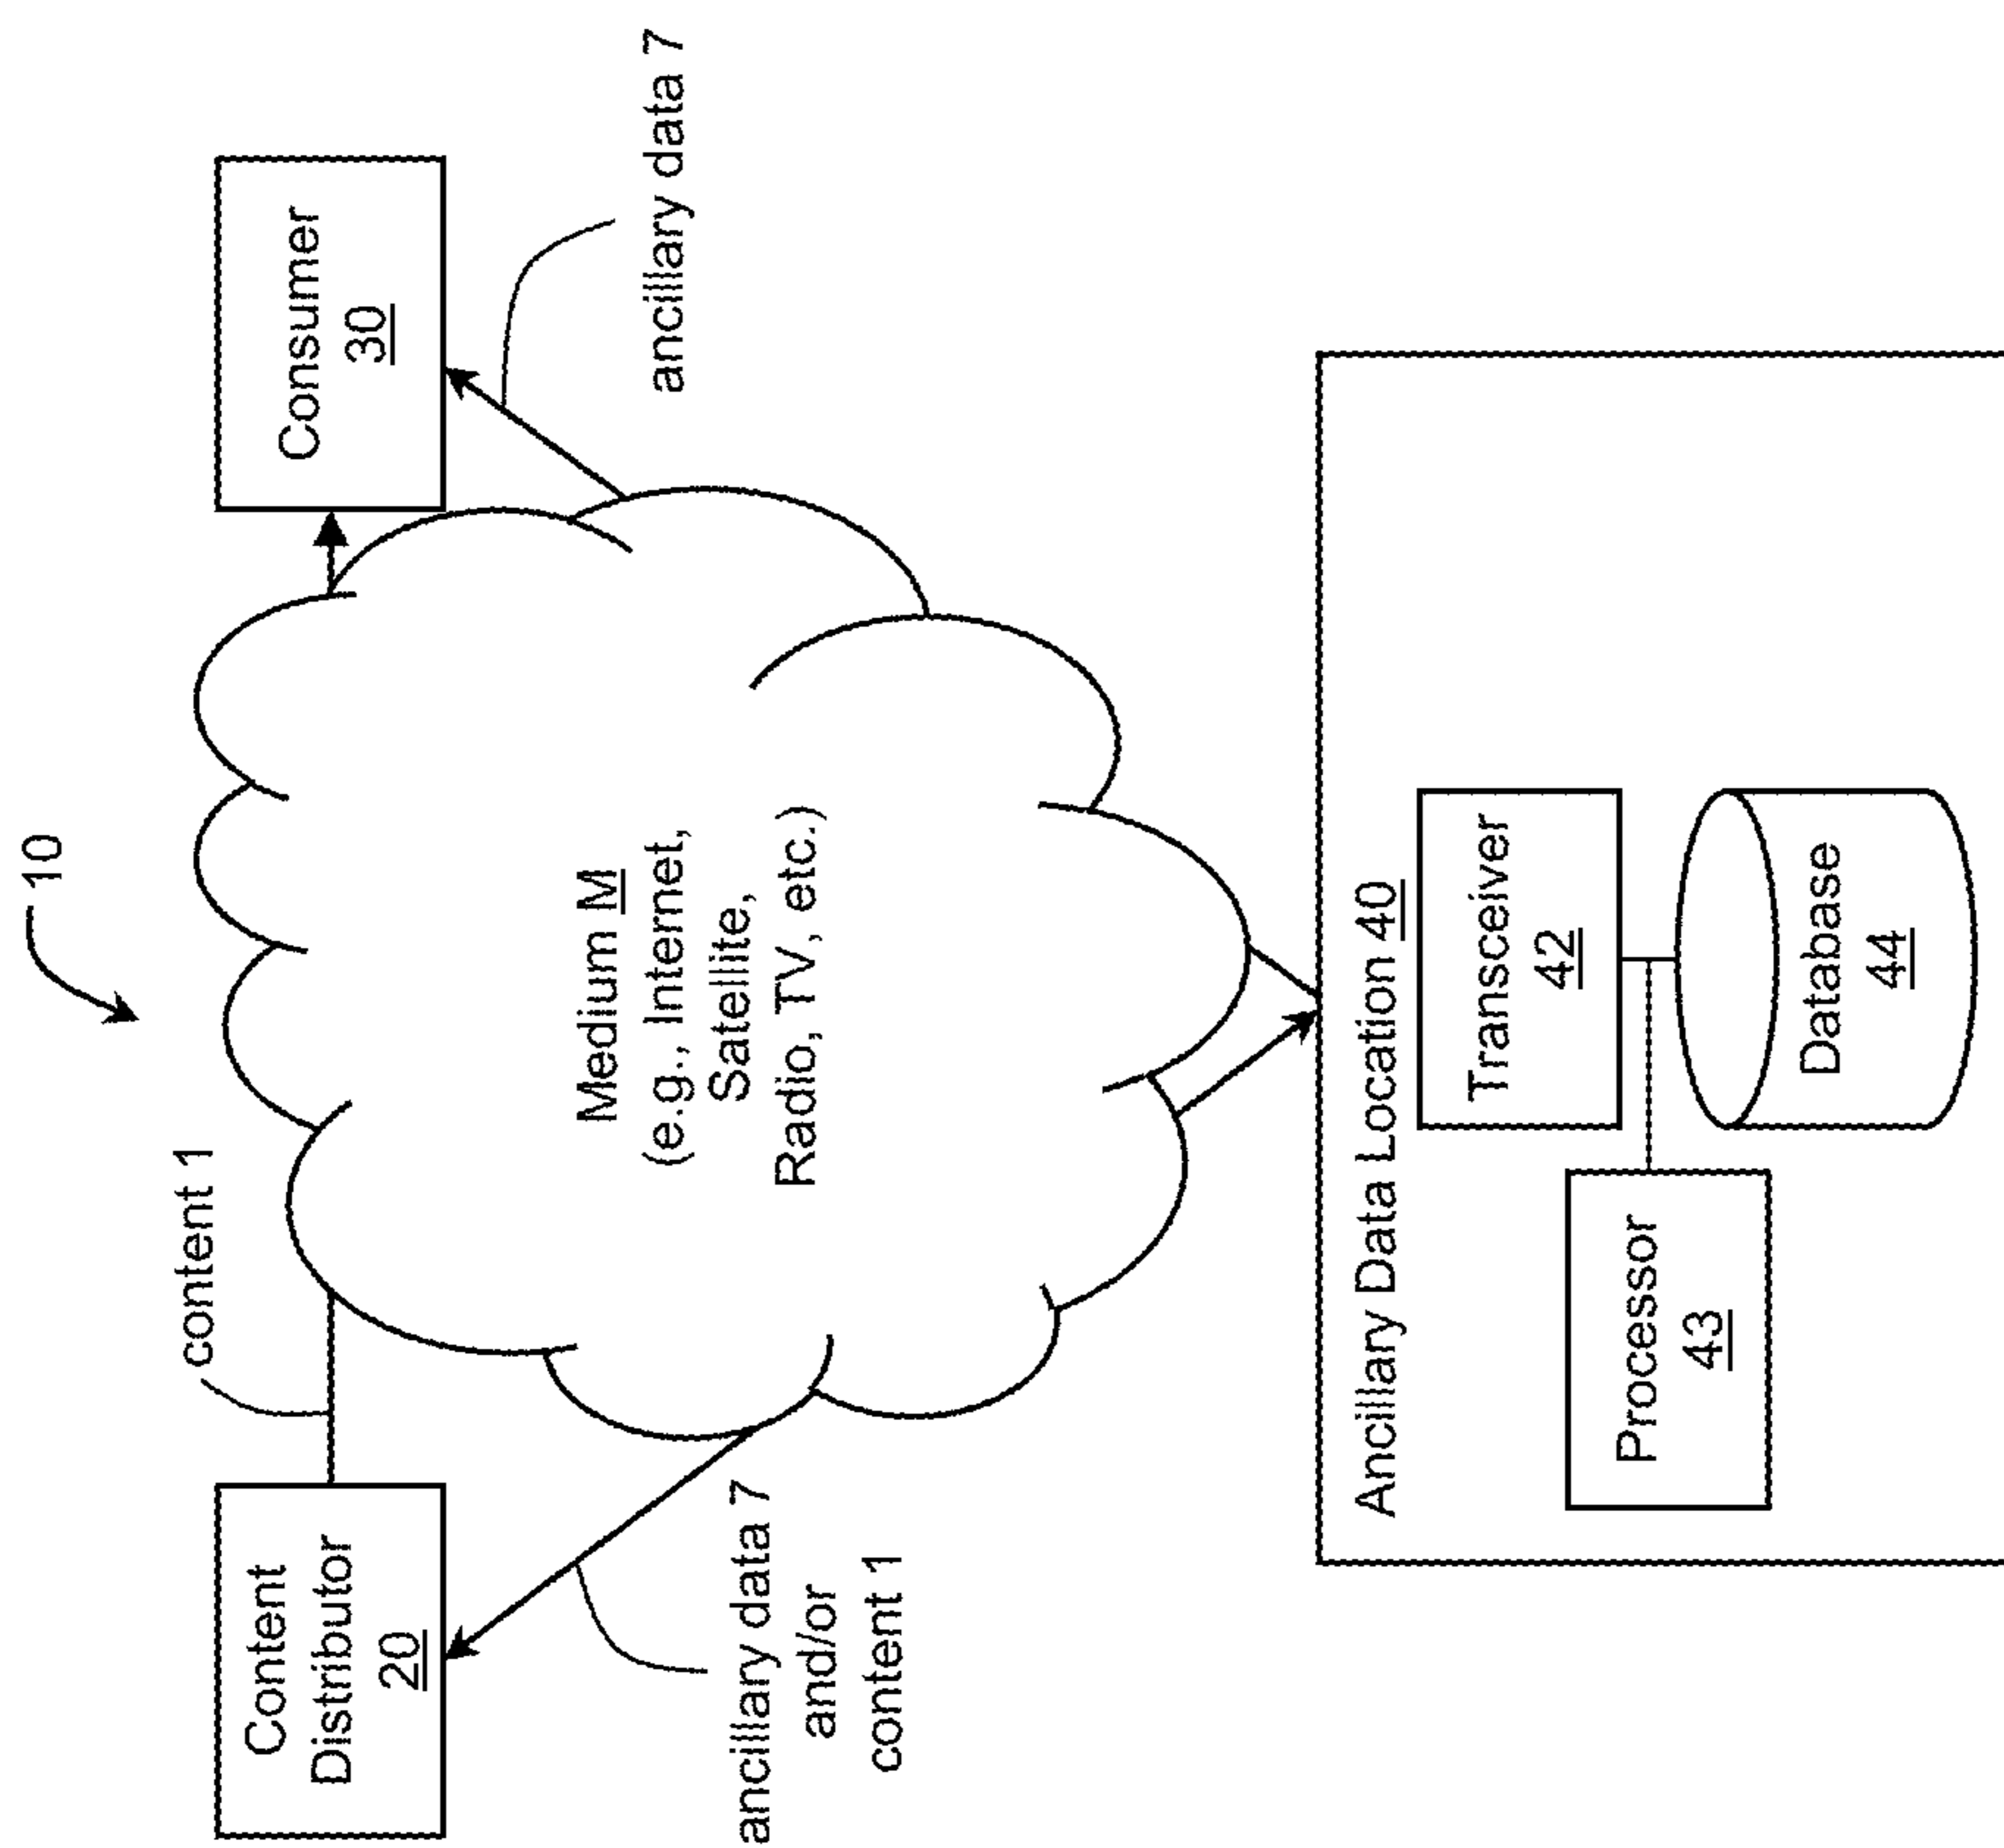 10
content 1
Content
Distributor
20
Consumer
30
Medium M
(e.g., Internet,
Satellite,
Radio, TV, etc.)
ancillary data 7
and/or
content 1
ancillary data 7
Ancillary Data Location 40
Transceiver
42
Processor
43
Database
44